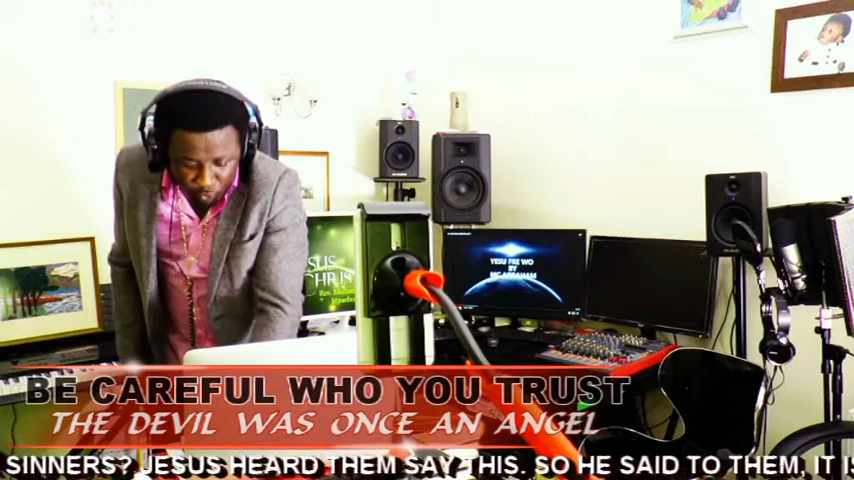 YESU FRE WO
BY
MC ABRAHAM
CHRIST
BE CAREFUL WHO YOU TRUST
THE DEVIL WAS ONCE AN ANGEL
SINNERS?. JESUS HEARD THEM SAY THIS. SO HE SAID TO THEM, IT IS